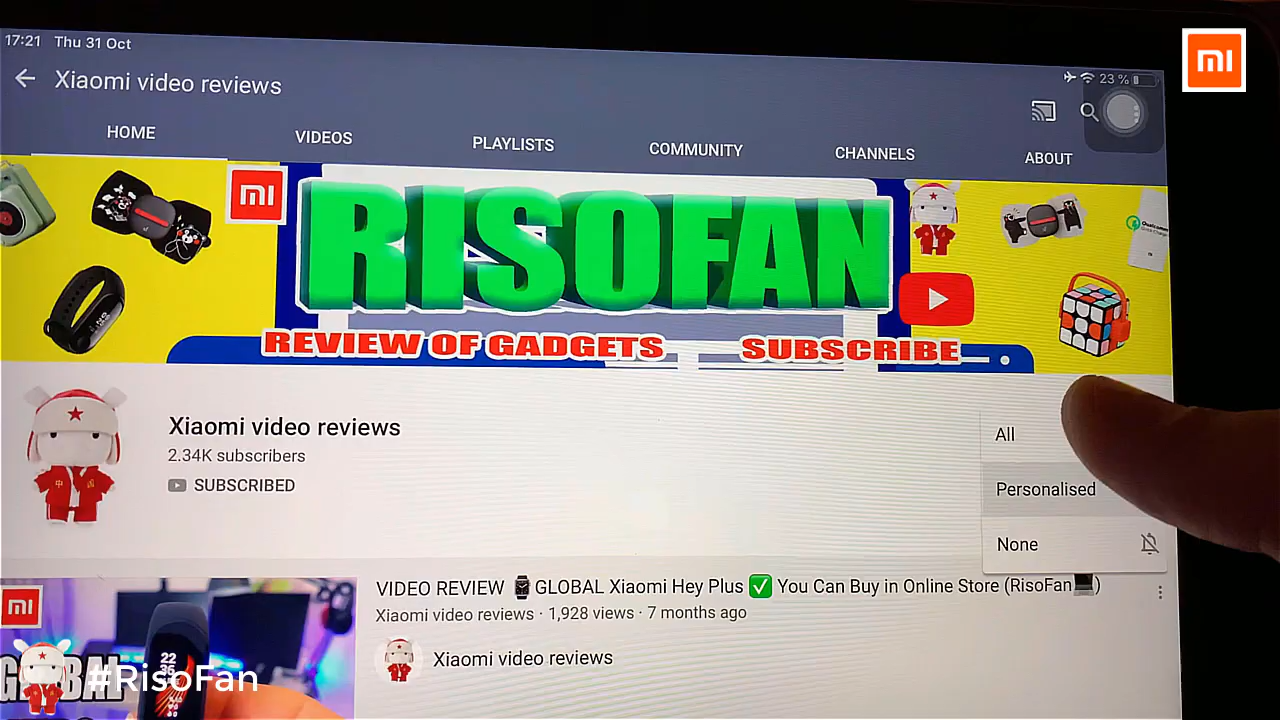 17:21 Thu 31 Oct
23 %
Xiaomi video reviews
HOME
VIDEOS
PLAYLISTS
COMMUNITY
CHANNELS
ABOUT
RISOFAN
REVIEW OF GADGETS
SUBSCRIBE
Xiaomi video reviews
2.34K subscribers
SUBSCRIBED
All
Personalised
None
VIDEO REVIEW ⌚GLOBAL Xiaomi Hey Plus ✅ You Can Buy in Online Store (RisoFan💻)
Xiaomi video reviews · 1,928 views · 7 months ago
Xiaomi video reviews
GLOBAL
#RisoFan
mi
mi
mi